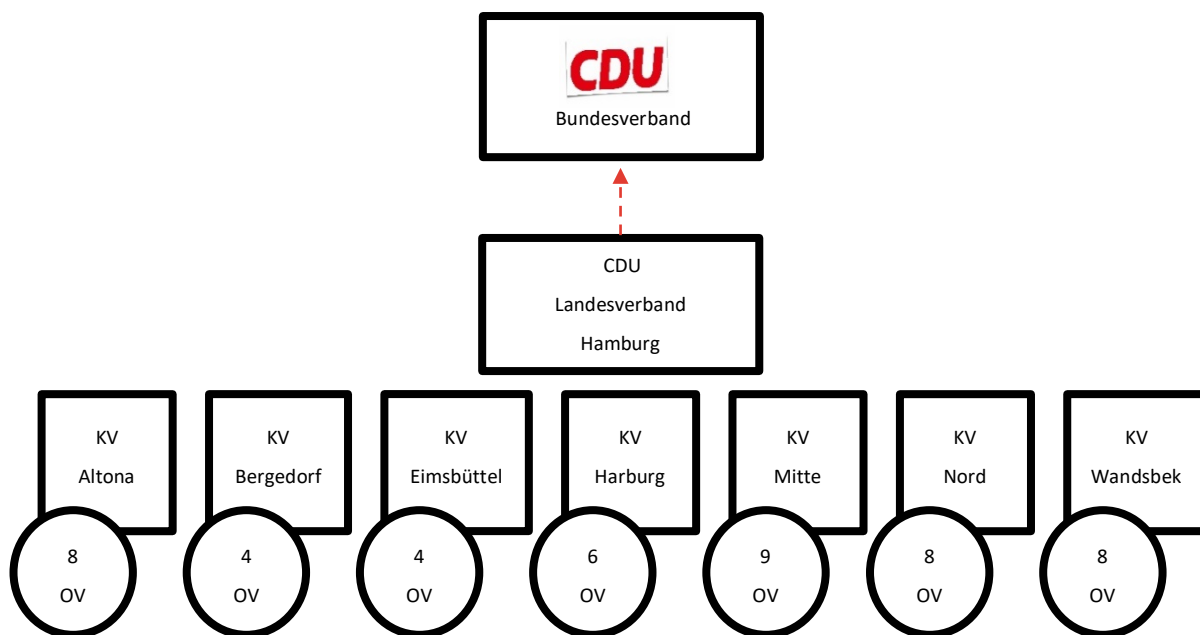 CDU
Bundesverband
CDU
Landesverband
Hamburg
KV
Altona
KV
Bergedorf
KV
Eimsbüttel
KV
Harburg
KV
Mitte
KV
Nord
KV
Wandsbek
8
OV
4
OV
4
OV
6
OV
9
OV
8
OV
8
OV